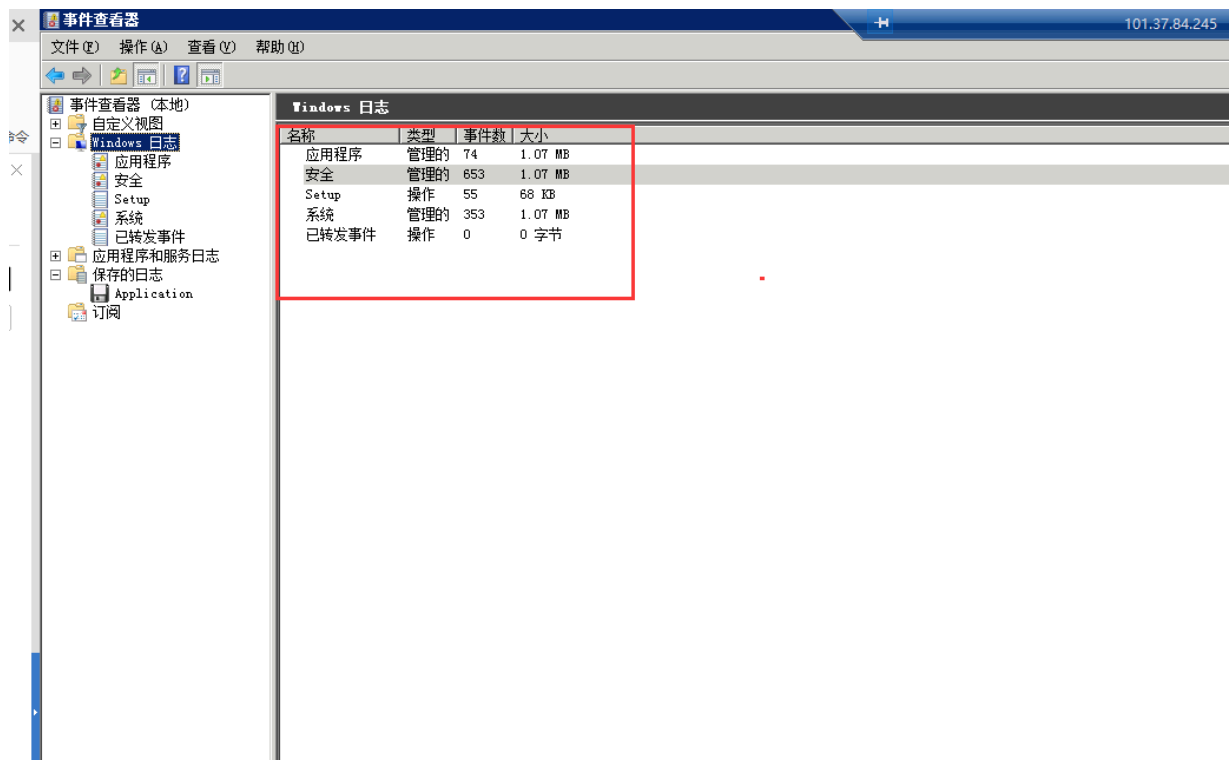 事件查看器
101.37.84.245
文件(F) 操作(A) 查看(V) 帮助(H)
事件查看器 (本地)
自定义视图
Windows 日志
应用程序
安全
Setup
系统
已转发事件
应用程序和服务日志
保存的日志
Application
订阅
Windows 日志
名称 类型 事件数 大小
应用程序 管理的 74 1.07 MB
安全 管理的 653 1.07 MB
Setup 操作 55 68 KB
系统 管理的 353 1.07 MB
已转发事件 操作 0 0 字节